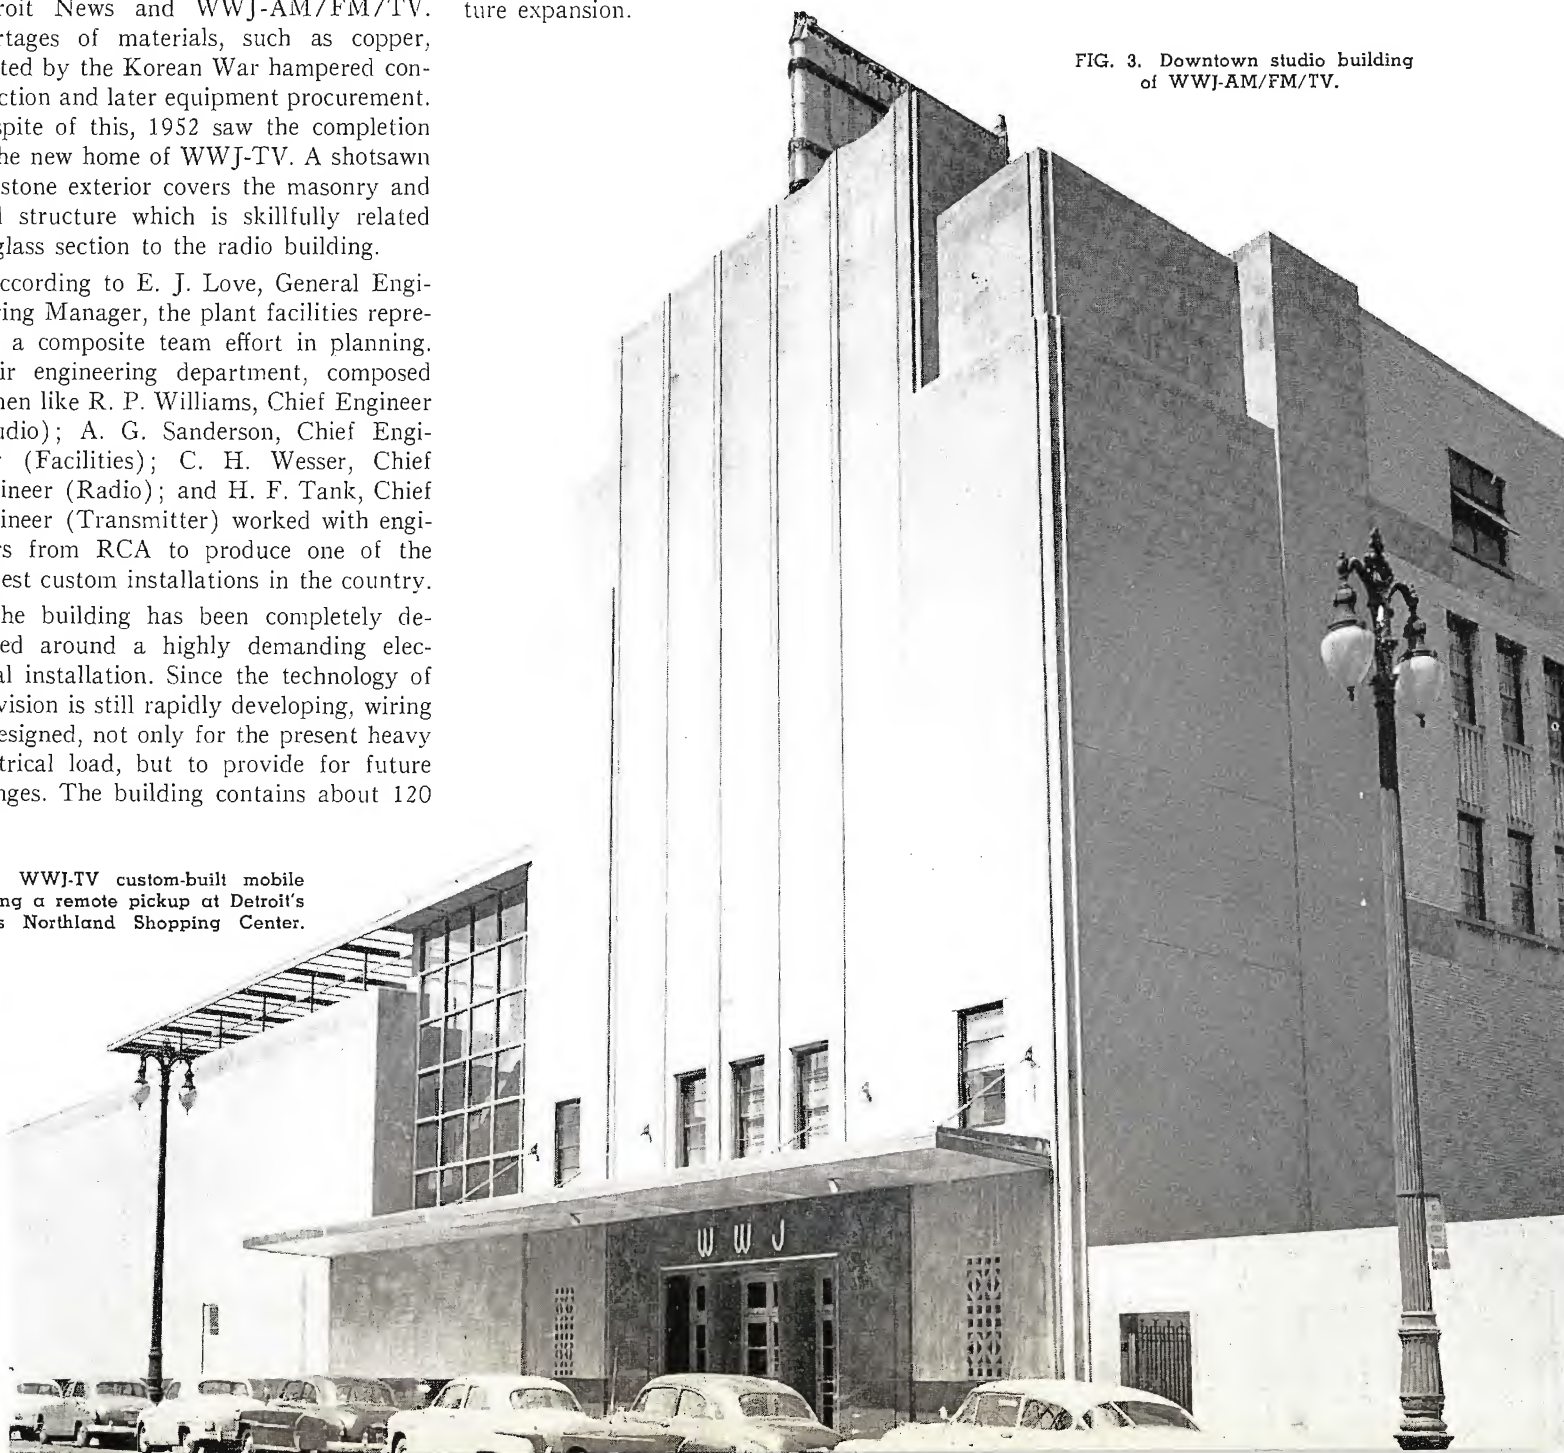 roit News and WWJ-AM/FM/TV.
rtages of materials, such as copper,
ted by the Korean War hampered con-
ction and later equipment procurement.
spite of this, 1952 saw the completion
he new home of WWJ-TV. A shotsawn
stone exterior covers the masonry and
l structure which is skillfully related
glass section to the radio building.
ccording to E. J. Love, General Engi-
ring Manager, the plant facilities repre-
a composite team effort in planning.
ir engineering department, composed
men like R. P. Williams, Chief Engineer
udio); A. G. Sanderson, Chief Engi-
r (Facilities); C. H. Wesser, Chief
ineer (Radio); and H. F. Tank, Chief
ineer (Transmitter) worked with engi-
rs from RCA to produce one of the
est custom installations in the country.
he building has been completely de-
ed around a highly demanding elec-
al installation. Since the technology of
vision is still rapidly developing, wiring
esigned, not only for the present heavy
trical load, but to provide for future
nges. The building contains about 120
ture expansion.
FIG. 3. Downtown studio building
of WWJ-AM/FM/TV.
WWJ-TV custom-built mobile
ng a remote pickup at Detroit's
s Northland Shopping Center.
WWJ